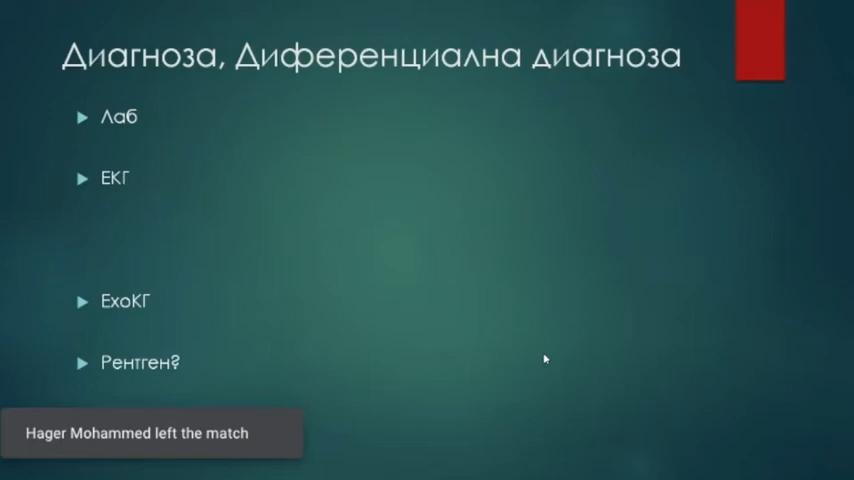 Диагноза, Диференциална диагноза
Лаб
ЕКГ
ЕхоКГ
Рентген?
Hager Mohammed left the match